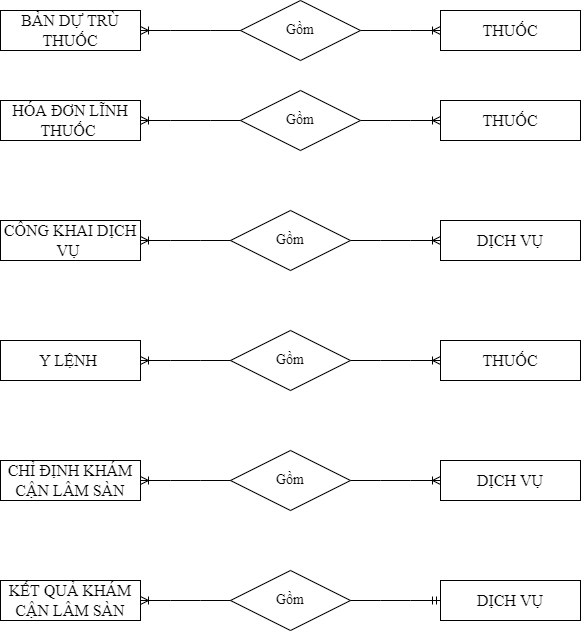 BẢN DỰ TRÙ
THUỐC
Gồm
THUỐC
HÓA ĐƠN LĨNH
THUỐC
Gồm
THUỐC
CÔNG KHAI DỊCH
VỤ
Gồm
DỊCH VỤ
Y LỆNH
Gồm
THUỐC
CHỈ ĐỊNH KHÁM
CẬN LÂM SÀN
Gồm
DỊCH VỤ
KẾT QUẢ KHÁM
CẬN LÂM SÀN
Gồm
DỊCH VỤ